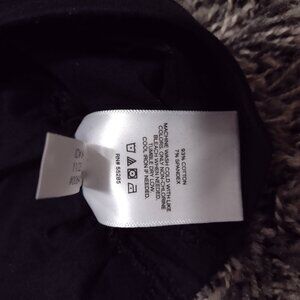 93% COTTON
7% SPANDEX
MACHINE WASH COLD, WITH LIKE
COLORS. ONLY NON-CHLORINE
BLEACH WHEN NEEDED.
TUMBLE DRY LOW.
COOL IRON IF NEEDED.
RN# 55285